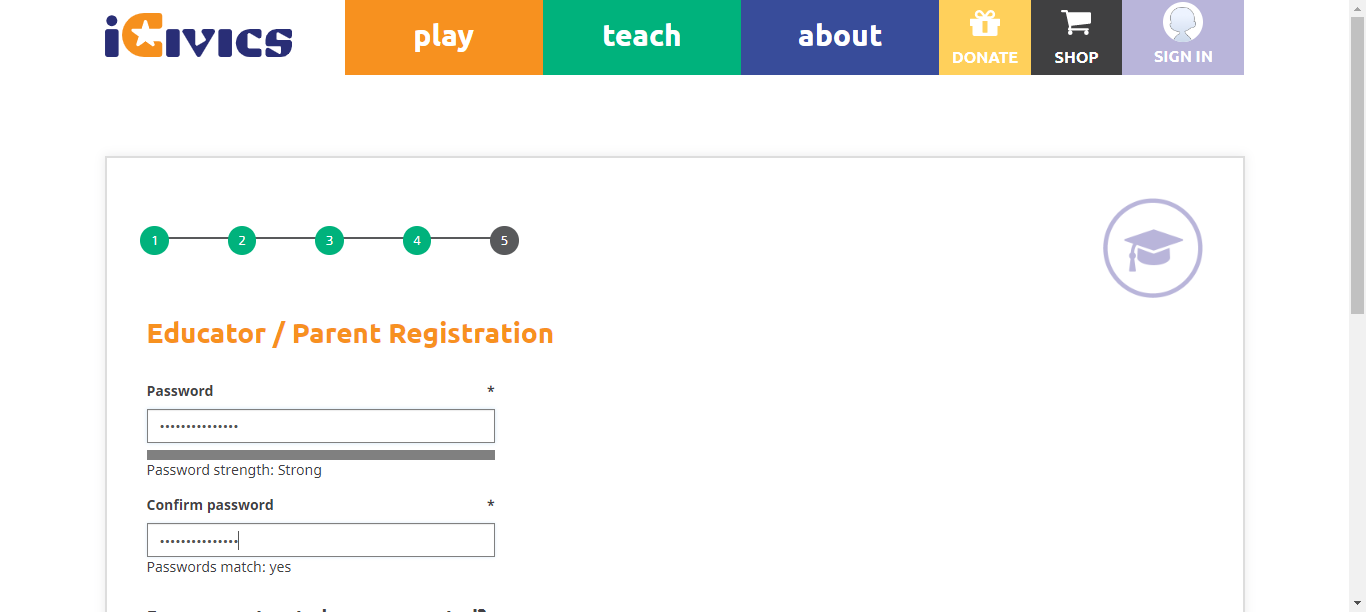 iCivics
play
teach
about
DONATE
SHOP
SIGN IN
1 2 3 4 5
Educator / Parent Registration
Password *
Password strength: Strong
Confirm password *
Passwords match: yes